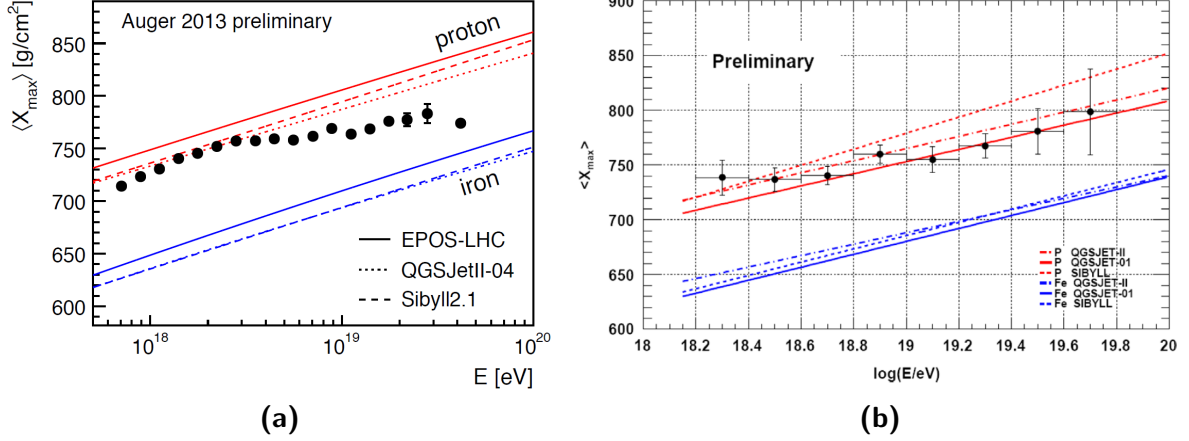 Auger 2013 preliminary
proton
iron
EPOS-LHC
QGSJetII-04
Sibyll2.1
⟨X_max⟩ [g/cm²]
850
800
750
700
650
600
10^18
10^19
10^20
E [eV]
(a)
Preliminary
<X_max>
900
850
800
750
700
650
600
P QGSJET-II
P QGSJET-01
P SIBYLL
Fe QGSJET-II
Fe QGSJET-01
Fe SIBYLL
18 18.2 18.4 18.6 18.8 19 19.2 19.4 19.6 19.8 20
log(E/eV)
(b)